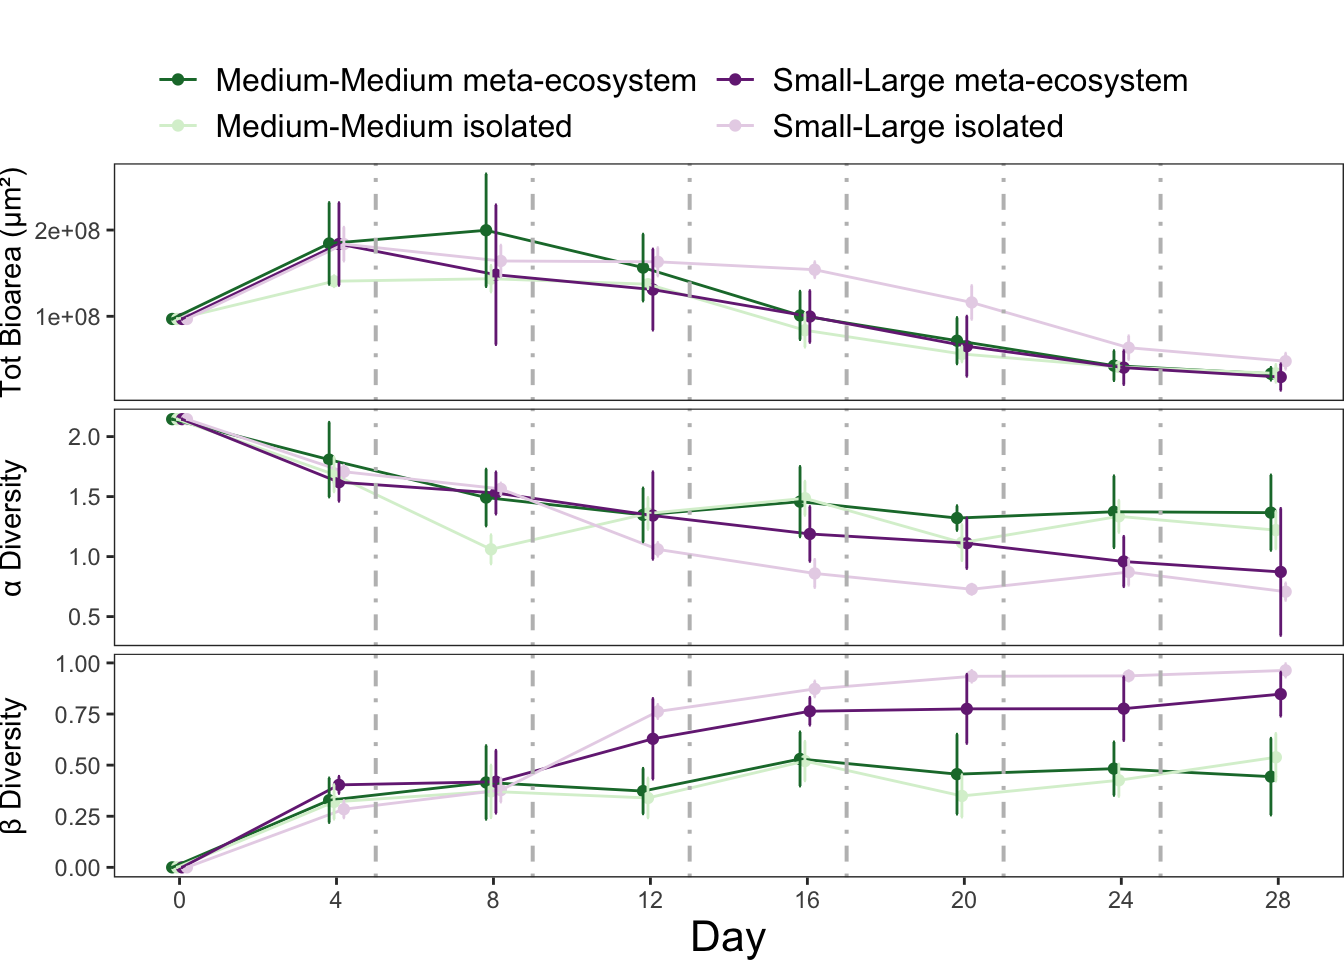 Medium-Medium meta-ecosystem Small-Large meta-ecosystem
Medium-Medium isolated Small-Large isolated
Tot Bioarea (μm²)
2e+08
1e+08
α Diversity
2.0
1.5
1.0
0.5
β Diversity
1.00
0.75
0.50
0.25
0.00
0 4 8 12 16 20 24 28
Day